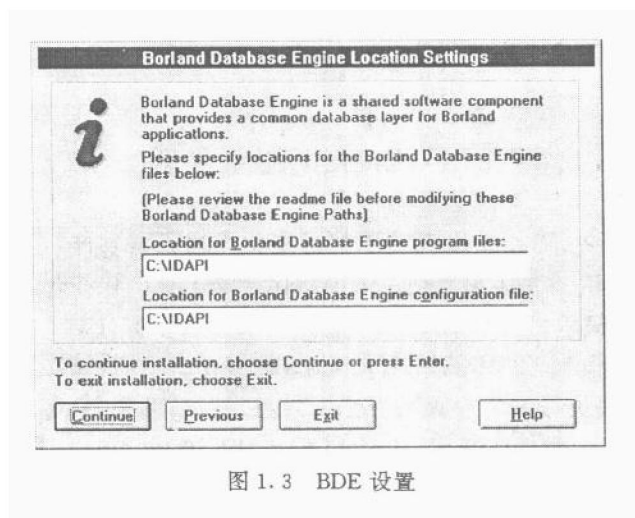 Borland Database Engine Location Settings
i
Borland Database Engine is a shared software component
that provides a common database layer for Borland
applications.
Please specify locations for the Borland Database Engine
files below:
(Please review the readme file before modifying these
Borland Database Engine Paths)
Location for Borland Database Engine program files:
C:\IDAPI
Location for Borland Database Engine configuration file:
C:\IDAPI
To continue installation, choose Continue or press Enter.
To exit installation, choose Exit.
Continue Previous Exit Help
图 1.3 BDE 设置